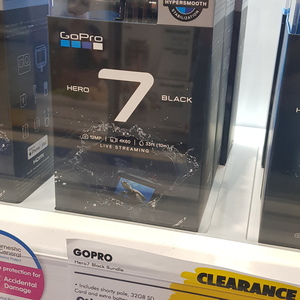 HYPERSMOOTH
STABILIZATION
GoPro
HERO
7
BLACK
12MP
4K60
33ft (10m)
LIVE STREAMING
GOPRO
Hero7 Black Bundle
• Includes shorty pole, 32GB SD
Card and extra
CLEARANCE
protection for
Accidental
Damage